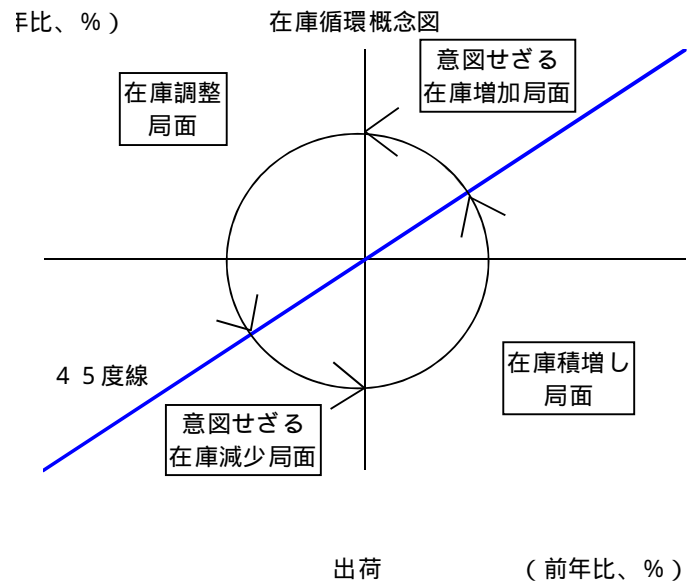 年比、％）
在庫循環概念図
意図せざる
在庫増加局面
在庫調整
局面
４５度線
在庫積増し
局面
意図せざる
在庫減少局面
出荷
（前年比、％）